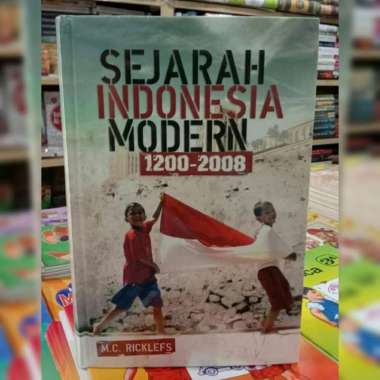 SEJARAH
INDONESIA
MODERN
1200-2008
M.C. RICKLEFS